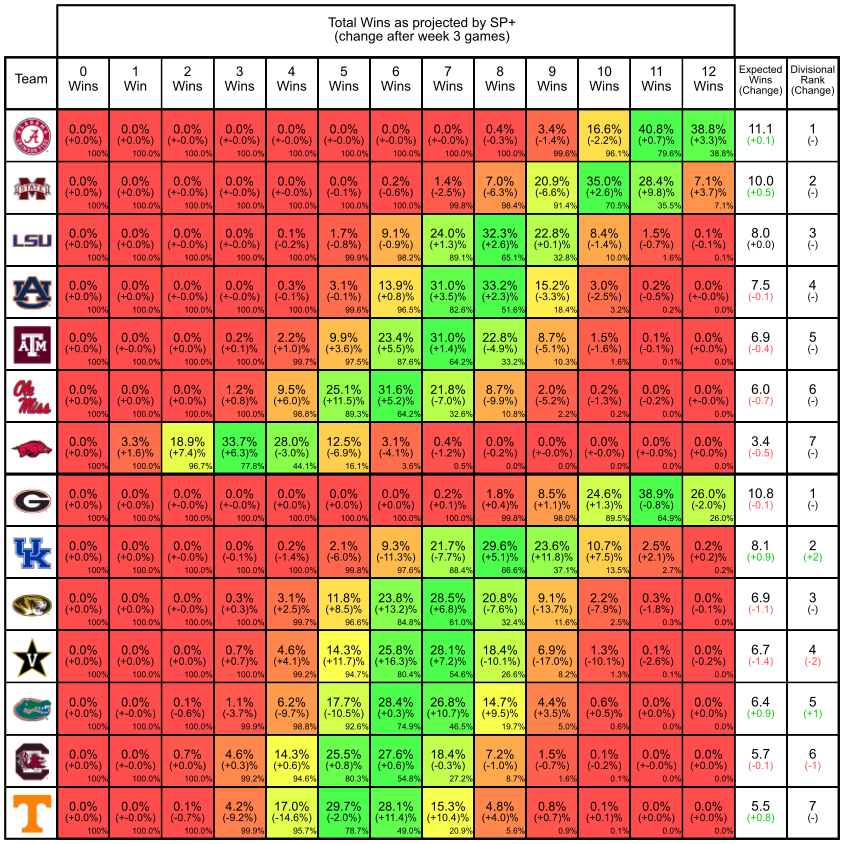 Total Wins as projected by SP+
(change after week 3 games)
Team 0 Wins 1 Win 2 Wins 3 Wins 4 Wins 5 Wins 6 Wins 7 Wins 8 Wins 9 Wins 10 Wins 11 Wins 12 Wins Expected Wins (Change) Divisional Rank (Change)
A 0.0% 0.0% 0.0% 0.0% 0.0% 0.0% 0.0% 0.0% 0.4% 3.4% 16.6% 40.8% 38.8% 11.1 1
(+0.0%) (+0.0%) (+-0.0%) (+-0.0%) (+-0.0%) (+-0.0%) (+-0.0%) (+-0.0%) (-0.3%) (-1.4%) (-2.2%) (+0.7%) (+3.3%) (+0.1) (-)
100% 100.0% 100.0% 100.0% 100.0% 100.0% 100.0% 100.0% 100.0% 99.6% 96.1% 79.6% 38.8%
STATE 0.0% 0.0% 0.0% 0.0% 0.0% 0.0% 0.2% 1.4% 7.0% 20.9% 35.0% 28.4% 7.1% 10.0 2
(+0.0%) (+0.0%) (+-0.0%) (+-0.0%) (+-0.0%) (-0.1%) (-0.6%) (-2.5%) (-6.3%) (-6.6%) (+2.6%) (+9.8%) (+3.7%) (+0.5) (-)
100% 100.0% 100.0% 100.0% 100.0% 100.0% 100.0% 99.8% 98.4% 91.4% 70.5% 35.5% 7.1%
LSU 0.0% 0.0% 0.0% 0.0% 0.1% 1.7% 9.1% 24.0% 32.3% 22.8% 8.4% 1.5% 0.1% 8.0 3
(+0.0%) (+0.0%) (+-0.0%) (+-0.0%) (-0.2%) (-0.8%) (-0.9%) (+1.3%) (+2.6%) (+0.1%) (-1.4%) (-0.7%) (-0.1%) (+0.0) (-)
100% 100.0% 100.0% 100.0% 100.0% 99.9% 98.2% 89.1% 65.1% 32.8% 10.0% 1.6% 0.1%
AU 0.0% 0.0% 0.0% 0.0% 0.3% 3.1% 13.9% 31.0% 33.2% 15.2% 3.0% 0.2% 0.0% 7.5 4
(+0.0%) (+0.0%) (+-0.0%) (+-0.0%) (-0.1%) (-0.1%) (+0.8%) (+3.5%) (+2.3%) (-3.3%) (-2.5%) (-0.5%) (+-0.0%) (-0.1) (-)
100% 100.0% 100.0% 100.0% 100.0% 99.6% 96.5% 82.6% 51.6% 18.4% 3.2% 0.2% 0.0%
ATM 0.0% 0.0% 0.0% 0.2% 2.2% 9.9% 23.4% 31.0% 22.8% 8.7% 1.5% 0.1% 0.0% 6.9 5
(+0.0%) (+-0.0%) (+0.0%) (+0.1%) (+1.0%) (+3.6%) (+5.5%) (+1.4%) (-4.9%) (-5.1%) (-1.6%) (-0.1%) (+0.0%) (-0.4) (-)
100% 100.0% 100.0% 100.0% 99.7% 97.5% 87.6% 64.2% 33.2% 10.3% 1.6% 0.1% 0.0%
Ole Miss 0.0% 0.0% 0.0% 1.2% 9.5% 25.1% 31.6% 21.8% 8.7% 2.0% 0.2% 0.0% 0.0% 6.0 6
(+0.0%) (+0.0%) (+0.0%) (+0.8%) (+6.0%) (+11.5%) (+5.2%) (-7.0%) (-9.9%) (-5.2%) (-1.3%) (-0.2%) (+-0.0%) (-0.7) (-)
100% 100.0% 100.0% 100.0% 98.8% 89.3% 64.2% 32.6% 10.8% 2.2% 0.2% 0.0% 0.0%
0.0% 3.3% 18.9% 33.7% 28.0% 12.5% 3.1% 0.4% 0.0% 0.0% 0.0% 0.0% 0.0% 3.4 7
(+0.0%) (+1.6%) (+7.4%) (+6.3%) (-3.0%) (-6.9%) (-4.1%) (-1.2%) (-0.2%) (+-0.0%) (+-0.0%) (+-0.0%) (+0.0%) (-0.5) (-)
100% 100.0% 96.7% 77.8% 44.1% 16.1% 3.6% 0.5% 0.0% 0.0% 0.0% 0.0% 0.0%
G 0.0% 0.0% 0.0% 0.0% 0.0% 0.0% 0.0% 0.2% 1.8% 8.5% 24.6% 38.9% 26.0% 10.8 1
(+0.0%) (+0.0%) (+0.0%) (+0.0%) (+0.0%) (+0.0%) (+0.0%) (+0.1%) (+0.4%) (+1.1%) (+1.3%) (-0.8%) (-2.0%) (-0.1) (-)
100% 100.0% 100.0% 100.0% 100.0% 100.0% 100.0% 100.0% 99.8% 98.0% 89.5% 64.9% 26.0%
UK 0.0% 0.0% 0.0% 0.0% 0.2% 2.1% 9.3% 21.7% 29.6% 23.6% 10.7% 2.5% 0.2% 8.1 2
(+0.0%) (+0.0%) (+-0.0%) (-0.1%) (-1.4%) (-6.0%) (-11.3%) (-7.7%) (+5.1%) (+11.8%) (+7.5%) (+2.1%) (+0.2%) (+0.9) (+2)
100% 100.0% 100.0% 100.0% 100.0% 99.8% 97.6% 88.4% 66.6% 37.1% 13.5% 2.7% 0.2%
0.0% 0.0% 0.0% 0.3% 3.1% 11.8% 23.8% 28.5% 20.8% 9.1% 2.2% 0.3% 0.0% 6.9 3
(+0.0%) (+0.0%) (+-0.0%) (+0.3%) (+2.5%) (+8.5%) (+13.2%) (+6.8%) (-7.6%) (-13.7%) (-7.9%) (-1.8%) (-0.1%) (-1.1) (-)
100% 100.0% 100.0% 100.0% 99.7% 96.6% 84.8% 61.0% 32.4% 11.6% 2.5% 0.3% 0.0%
V 0.0% 0.0% 0.0% 0.7% 4.6% 14.3% 25.8% 28.1% 18.4% 6.9% 1.3% 0.1% 0.0% 6.7 4
(+0.0%) (+0.0%) (+0.0%) (+0.7%) (+4.1%) (+11.7%) (+16.3%) (+7.2%) (-10.1%) (-17.0%) (-10.1%) (-2.6%) (-0.2%) (-1.4) (-2)
100% 100.0% 100.0% 100.0% 99.2% 94.7% 80.4% 54.6% 26.6% 8.2% 1.3% 0.1% 0.0%
0.0% 0.0% 0.1% 1.1% 6.2% 17.7% 28.4% 26.8% 14.7% 4.4% 0.6% 0.0% 0.0% 6.4 5
(+0.0%) (+-0.0%) (-0.6%) (-3.7%) (-9.7%) (-10.5%) (+0.3%) (+10.7%) (+9.5%) (+3.5%) (+0.5%) (+0.0%) (+0.0%) (+0.9) (+1)
100% 100.0% 100.0% 99.9% 98.8% 92.6% 74.9% 46.5% 19.7% 5.0% 0.6% 0.0% 0.0%
0.0% 0.0% 0.7% 4.6% 14.3% 25.5% 27.6% 18.4% 7.2% 1.5% 0.1% 0.0% 0.0% 5.7 6
(+0.0%) (+-0.0%) (+0.0%) (+0.3%) (+0.6%) (+0.8%) (+0.6%) (-0.3%) (-1.0%) (-0.7%) (-0.2%) (+-0.0%) (+0.0%) (-0.1) (-1)
100% 100.0% 100.0% 99.2% 94.6% 80.3% 54.8% 27.2% 8.7% 1.6% 0.1% 0.0% 0.0%
T 0.0% 0.0% 0.1% 4.2% 17.0% 29.7% 28.1% 15.3% 4.8% 0.8% 0.1% 0.0% 0.0% 5.5 7
(+0.0%) (+-0.0%) (-0.7%) (-9.2%) (-14.6%) (-2.0%) (+11.4%) (+10.4%) (+4.0%) (+0.7%) (+0.1%) (+0.0%) (+0.0%) (+0.8) (-)
100% 100.0% 100.0% 99.9% 95.7% 78.7% 49.0% 20.9% 5.6% 0.9% 0.1% 0.0% 0.0%